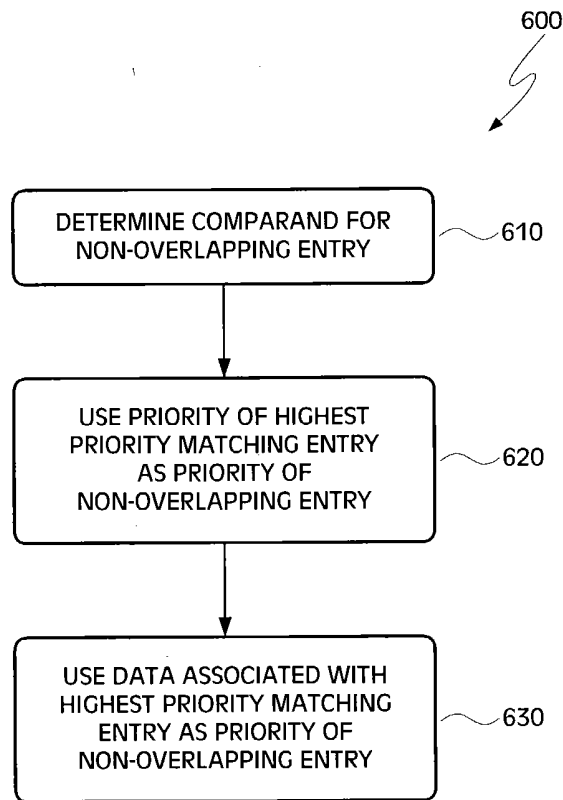 600
DETERMINE COMPARAND FOR
NON-OVERLAPPING ENTRY
610
USE PRIORITY OF HIGHEST
PRIORITY MATCHING ENTRY
AS PRIORITY OF
NON-OVERLAPPING ENTRY
620
USE DATA ASSOCIATED WITH
HIGHEST PRIORITY MATCHING
ENTRY AS PRIORITY OF
NON-OVERLAPPING ENTRY
630